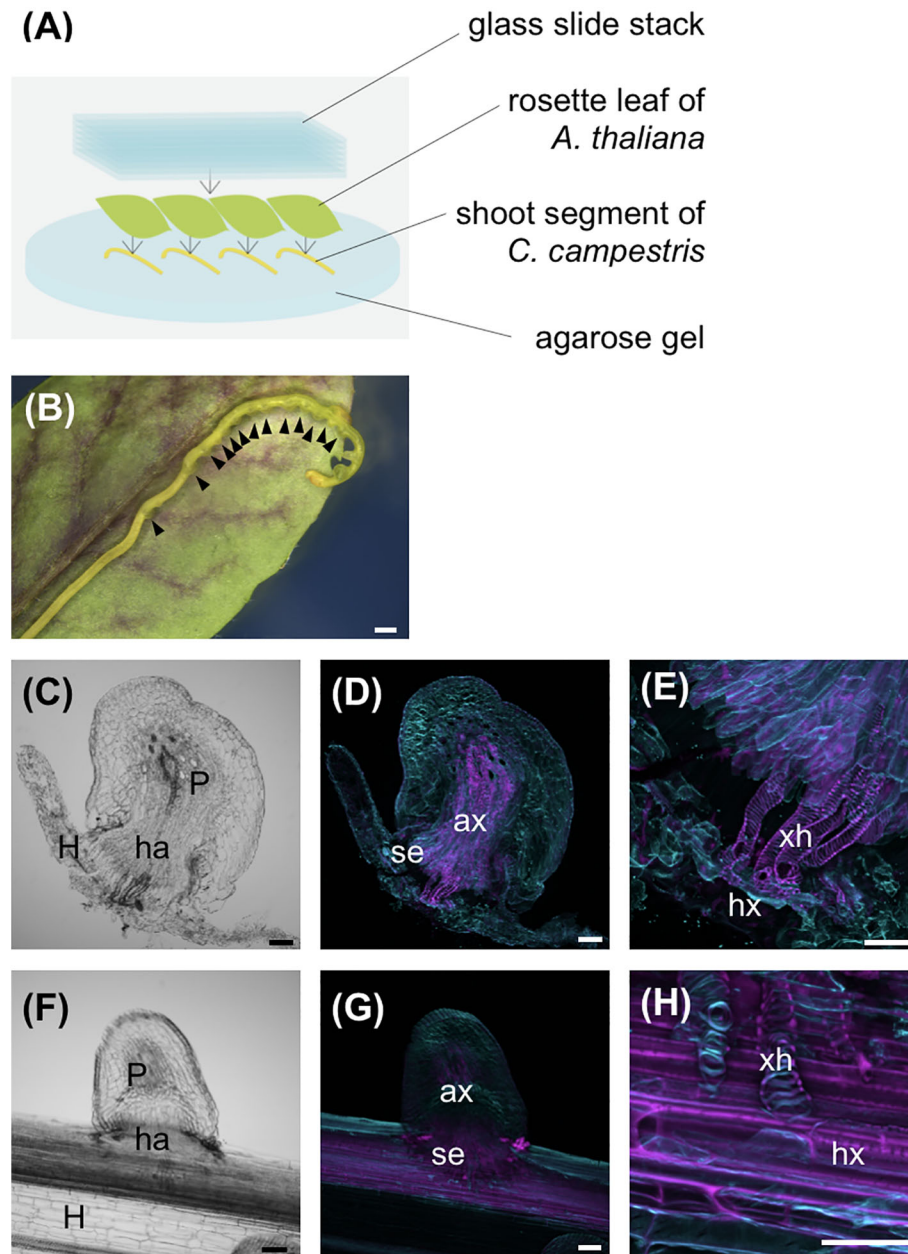 (A)
glass slide stack
rosette leaf of
A. thaliana
shoot segment of
C. campestris
agarose gel
(B)
(C)
P
H
ha
(D)
ax
se
(E)
xh
hx
(F)
P
ha
H
(G)
ax
se
(H)
xh
hx